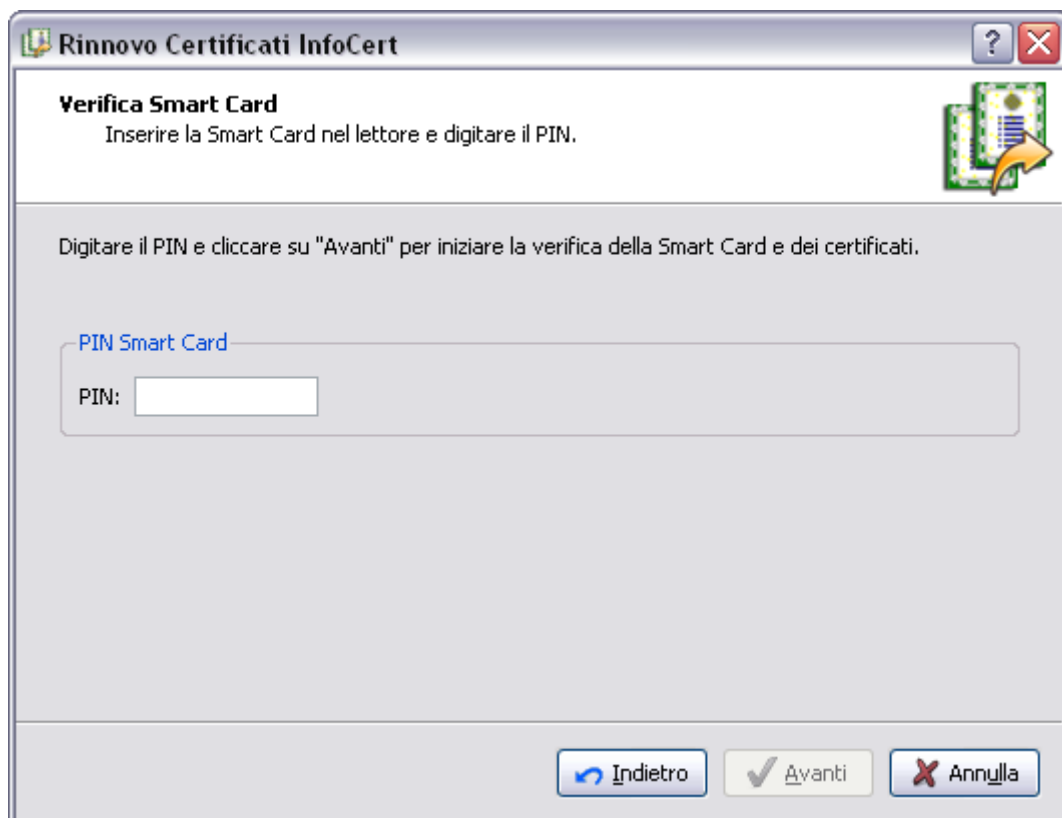 Rinnovo Certificati InfoCert
Verifica Smart Card
Inserire la Smart Card nel lettore e digitare il PIN.
Digitare il PIN e cliccare su "Avanti" per iniziare la verifica della Smart Card e dei certificati.
PIN Smart Card
PIN:
Indietro Avanti Annulla